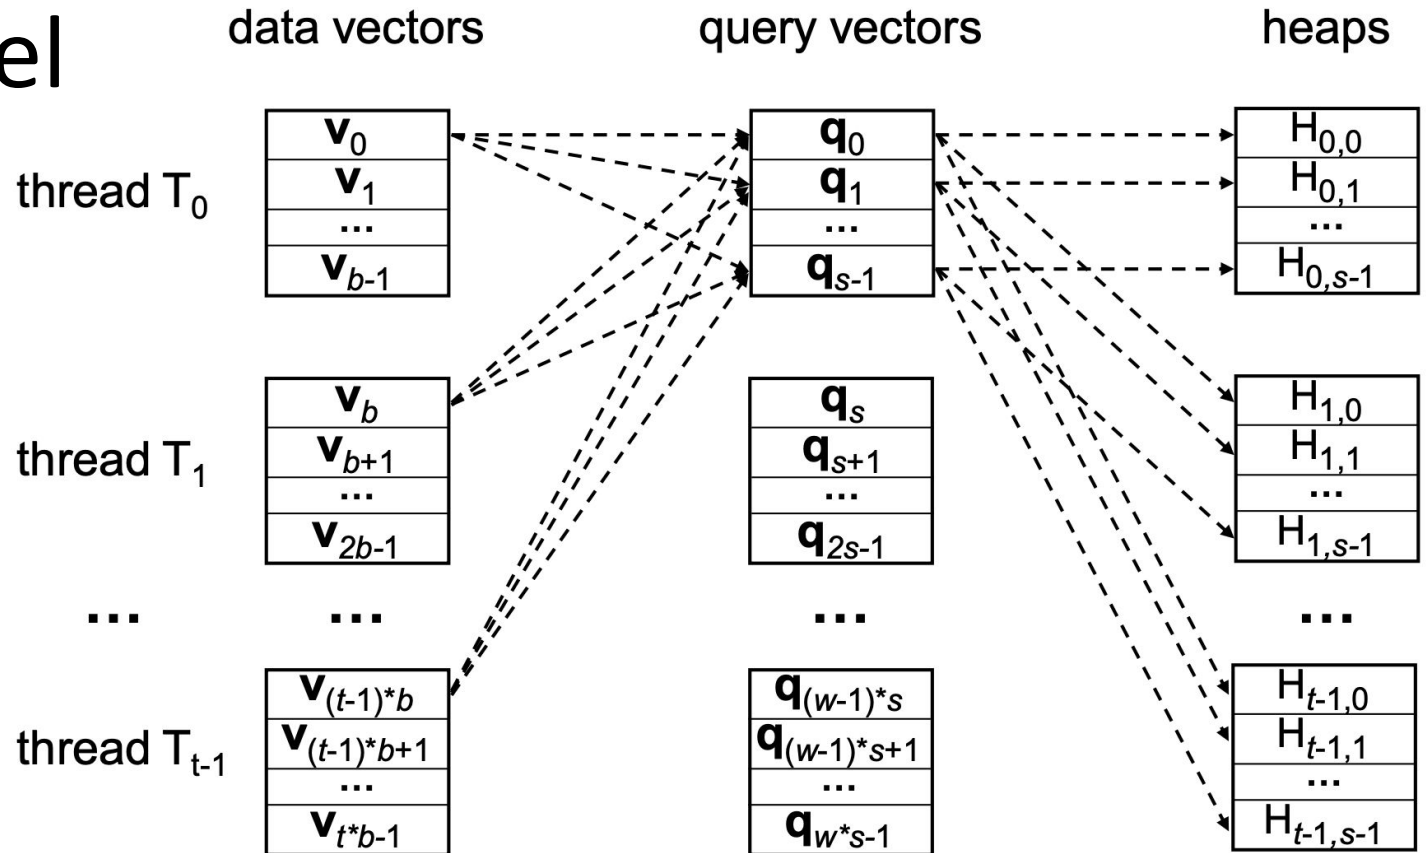 el
data vectors query vectors heaps
thread T0
v0
v1
...
vb-1
q0
q1
...
qs-1
H0,0
H0,1
...
H0,s-1
thread T1
vb
vb+1
...
v2b-1
qs
qs+1
...
q2s-1
H1,0
H1,1
...
H1,s-1
... ... ... ...
thread Tt-1
v(t-1)*b
v(t-1)*b+1
...
vt*b-1
q(w-1)*s
q(w-1)*s+1
...
qw*s-1
Ht-1,0
Ht-1,1
...
Ht-1,s-1